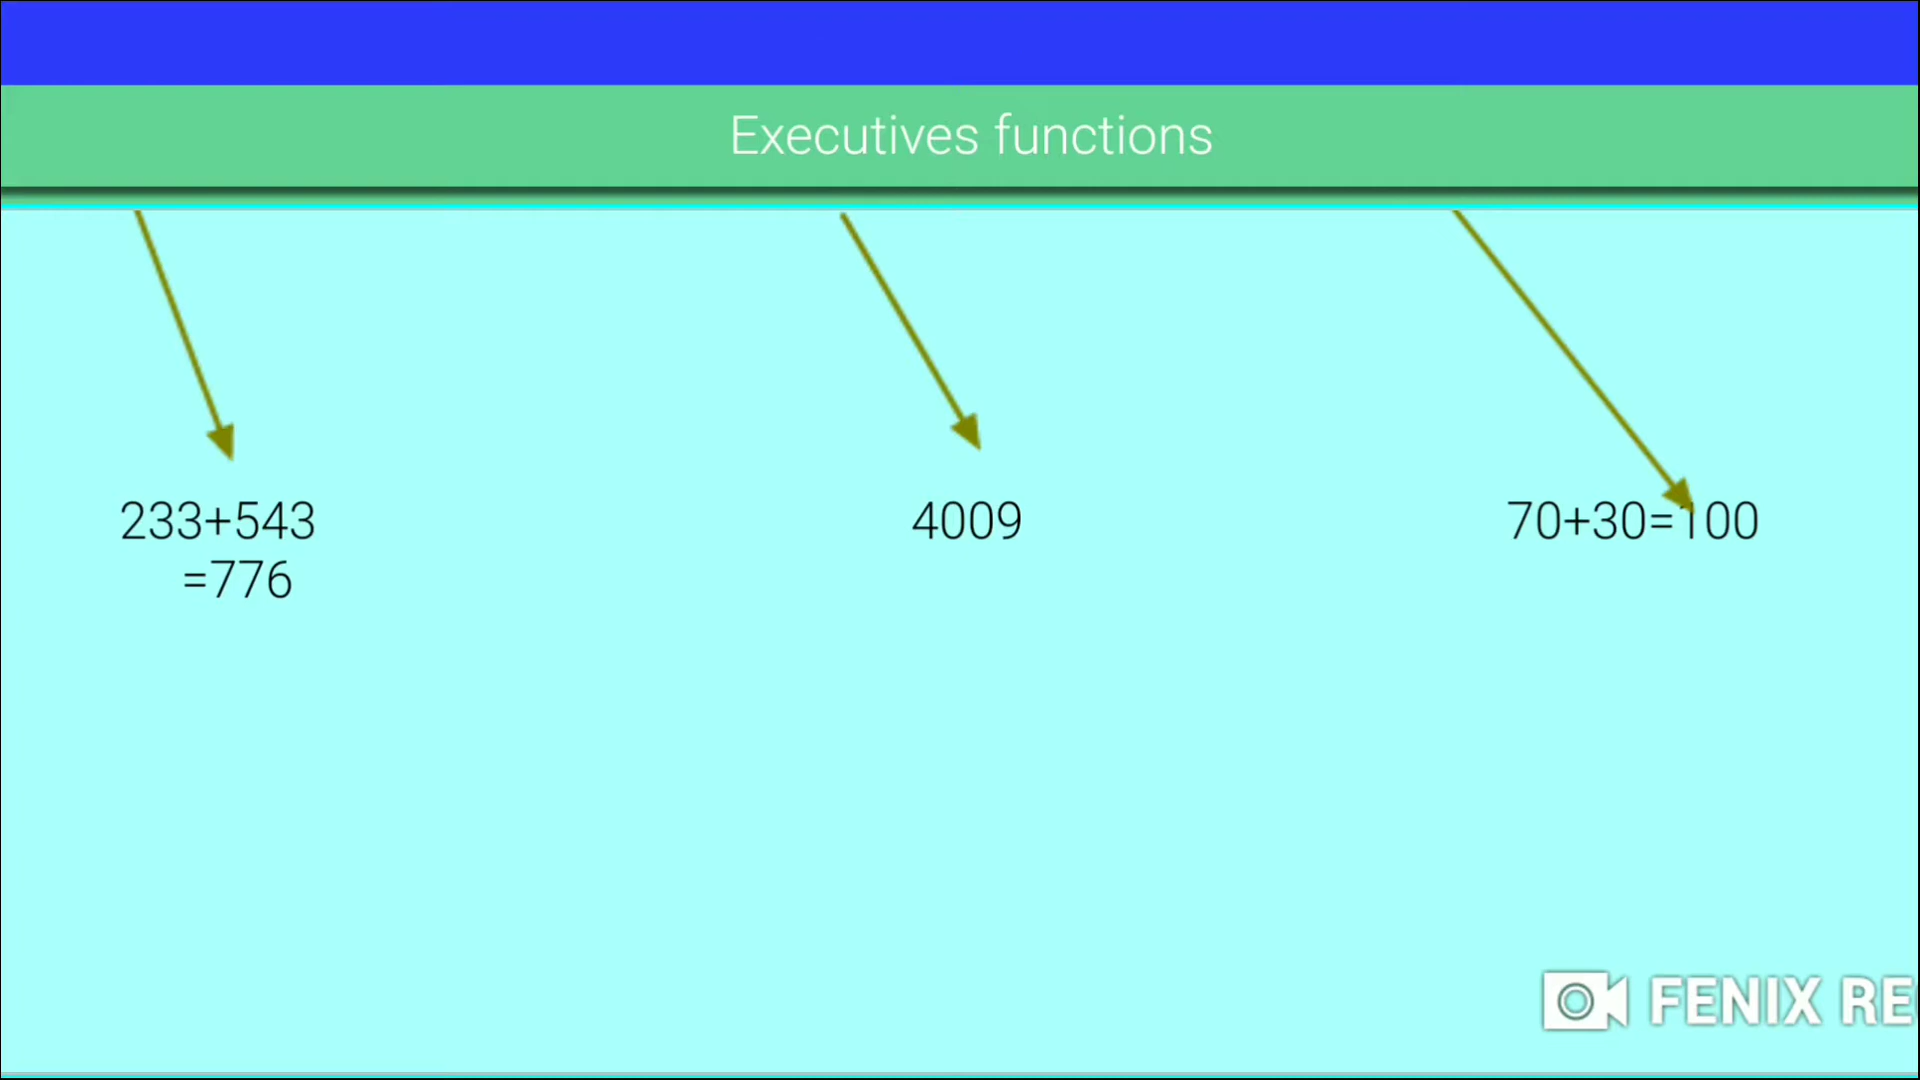 Executives functions
233+543
=776
4009
70+30=100
FENIX RE